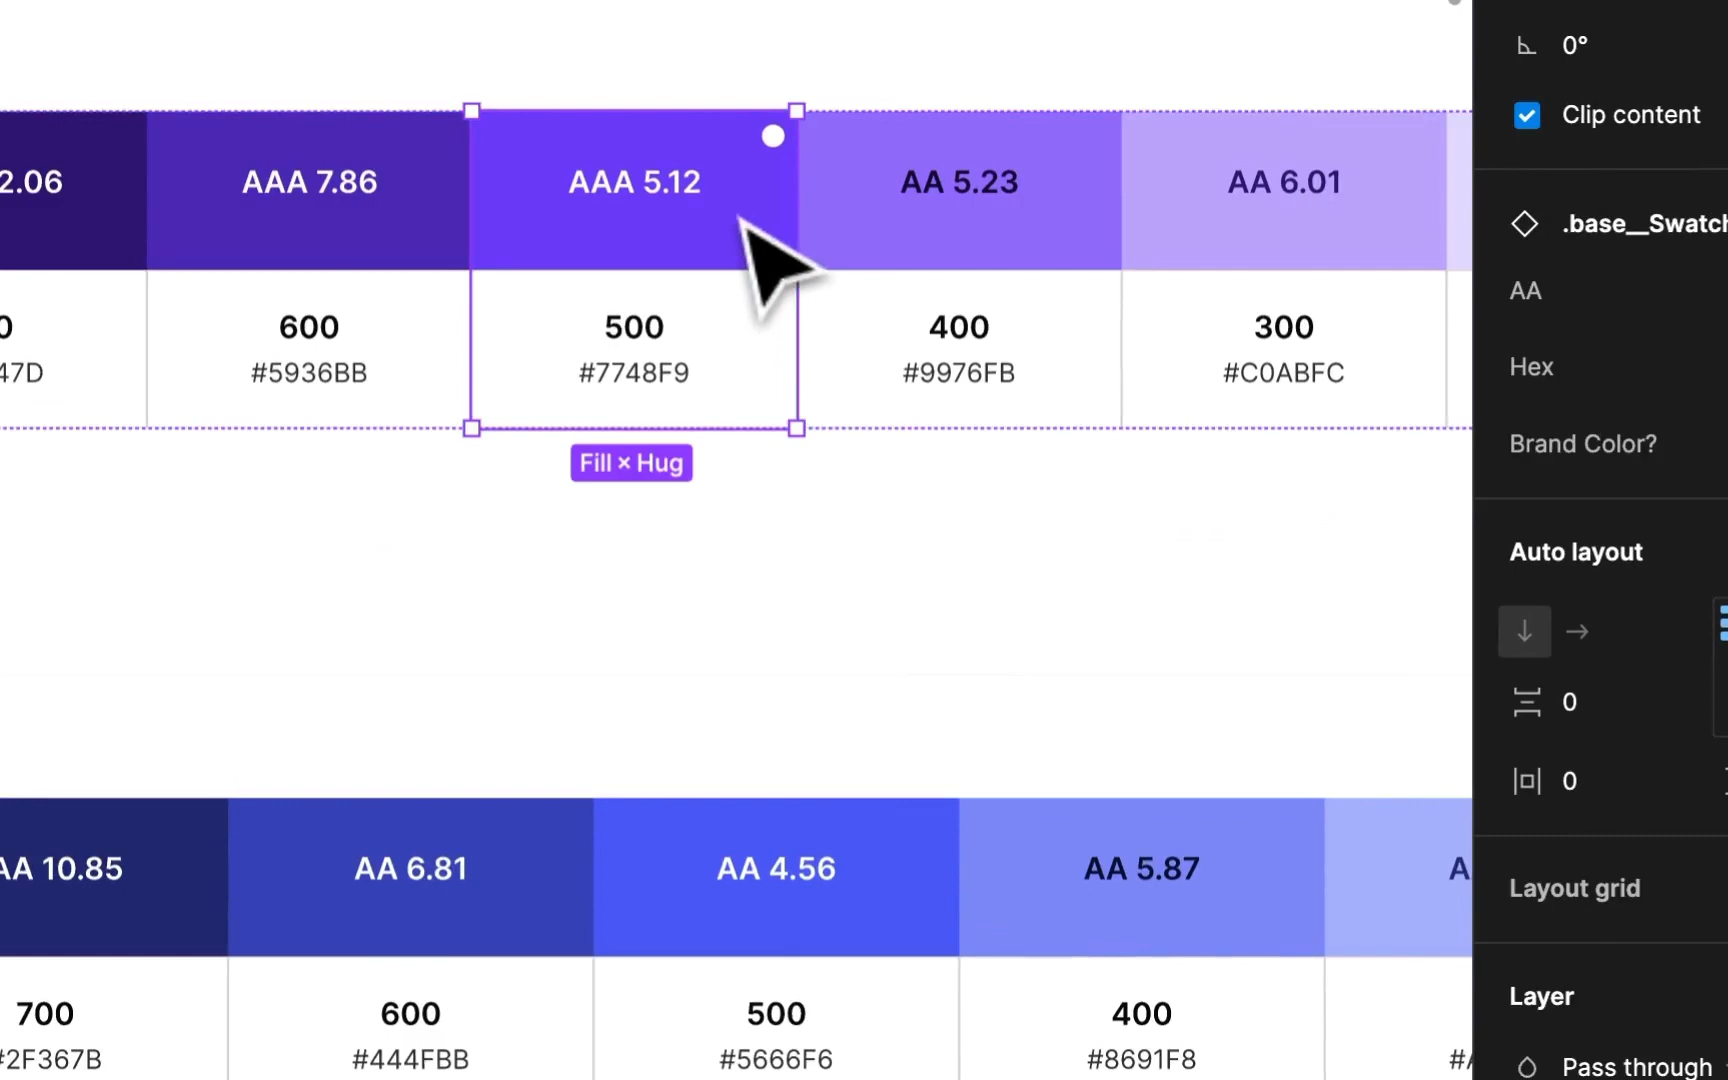 0°
Clip content
2.06 AAA 7.86 AAA 5.12 AA 5.23 AA 6.01
0 600 500 400 300
47D #5936BB #7748F9 #9976FB #C0ABFC
Fill × Hug
.base__Swatch
AA
Hex
Brand Color?
Auto layout
0
0
AA 10.85 AA 6.81 AA 4.56 AA 5.87 A
700 600 500 400
#2F367B #444FBB #5666F6 #8691F8 #A
Layout grid
Layer
Pass through